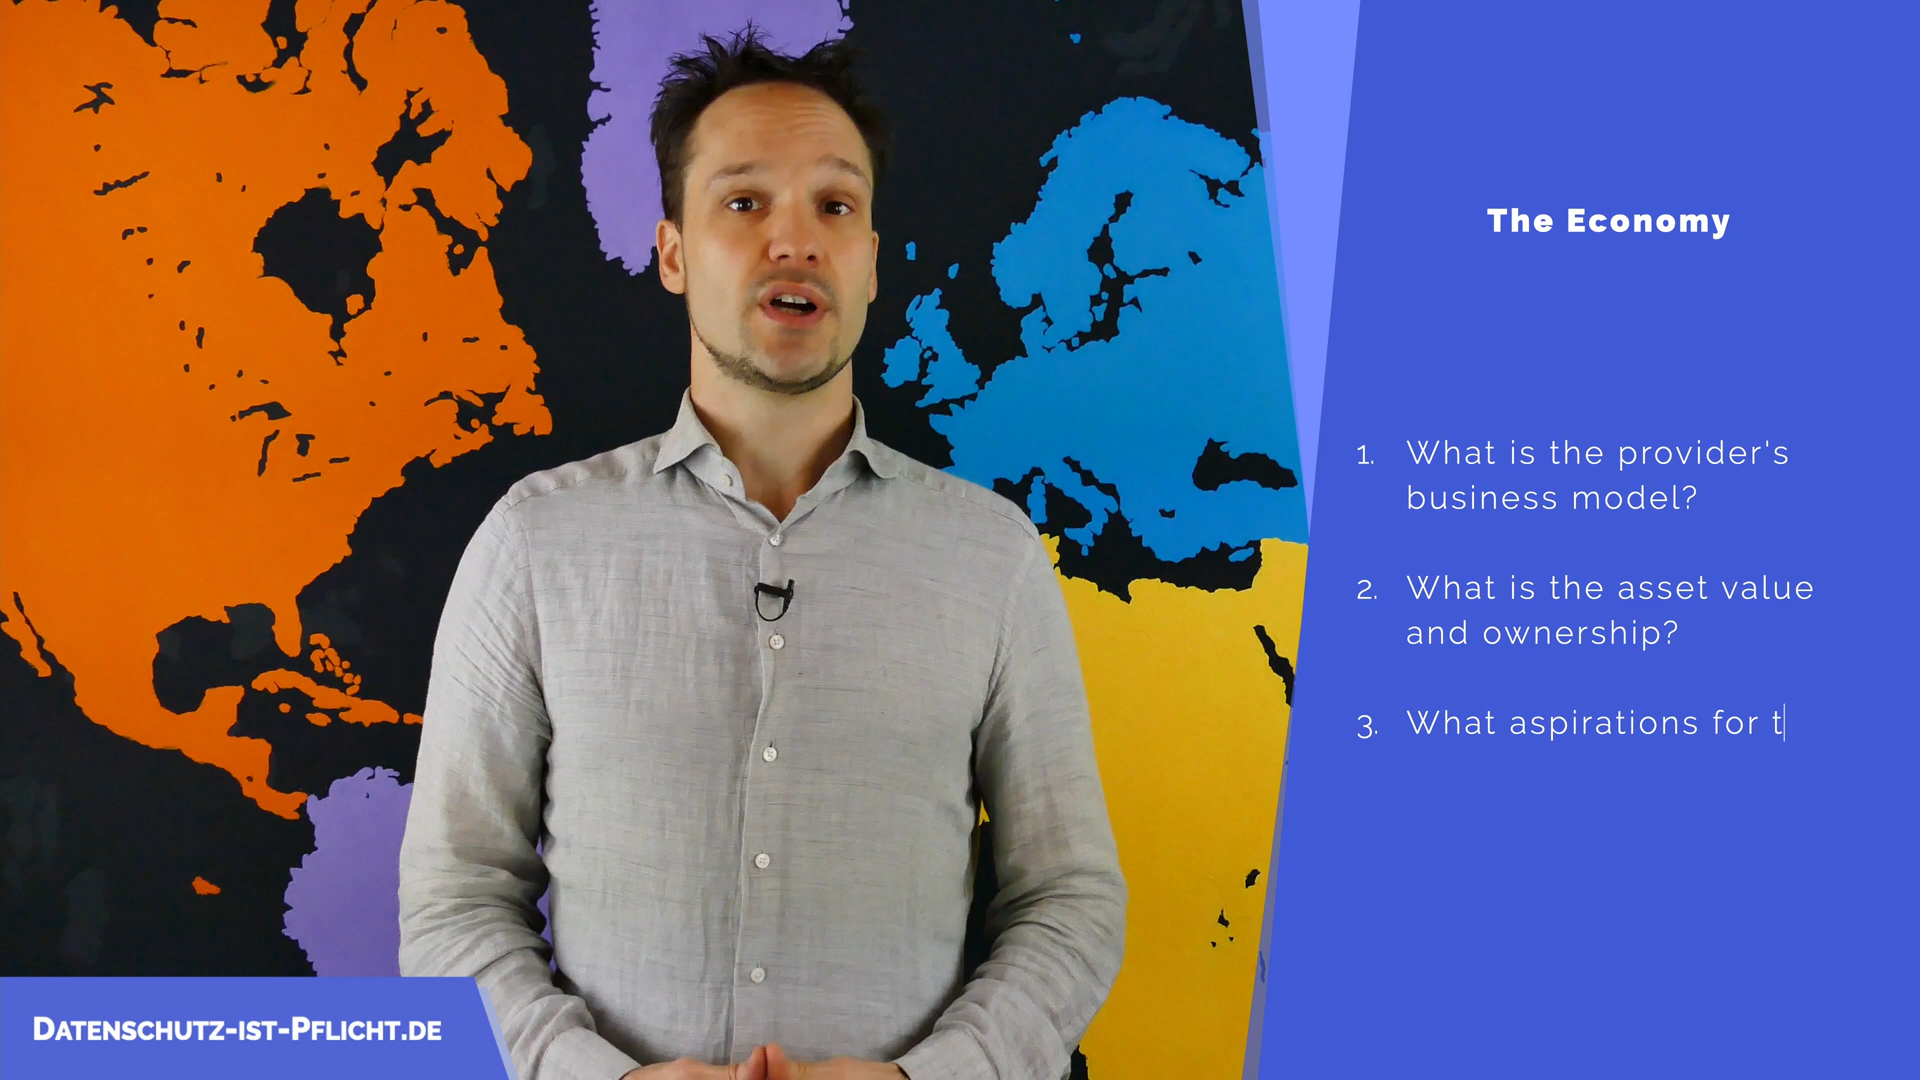 The Economy
1. What is the provider's
business model?
2. What is the asset value
and ownership?
3. What aspirations for t
DATENSCHUTZ-IST-PFLICHT.DE